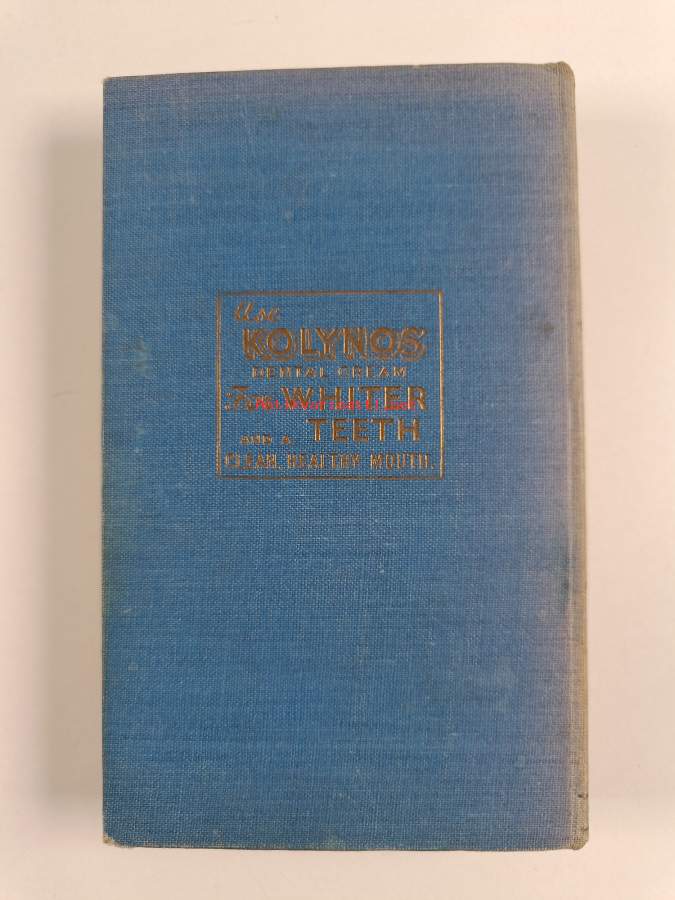 Use
KOLYNOS
DENTAL CREAM
For WHITER
AND A TEETH
CLEAN, HEALTHY MOUTH.